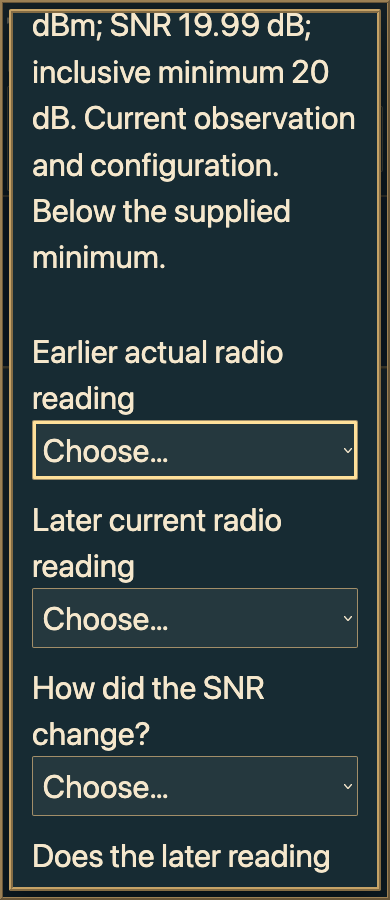 dBm; SNR 19.99 dB;
inclusive minimum 20
dB. Current observation
and configuration.
Below the supplied
minimum.
Earlier actual radio
reading
Choose...
Later current radio
reading
Choose...
How did the SNR
change?
Choose...
Does the later reading